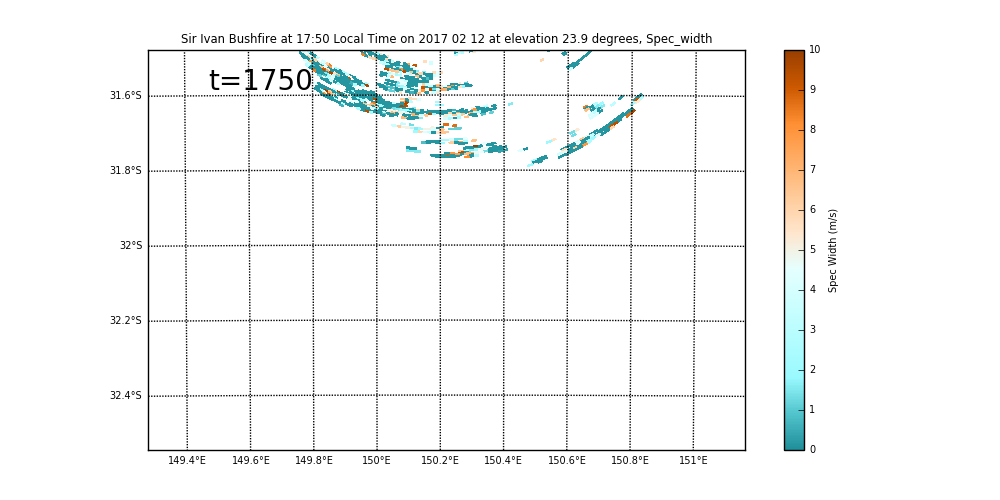 Sir Ivan Bushfire at 17:50 Local Time on 2017 02 12 at elevation 23.9 degrees, Spec_width
t=1750
31.6°S
31.8°S
32°S
32.2°S
32.4°S
149.4°E 149.6°E 149.8°E 150°E 150.2°E 150.4°E 150.6°E 150.8°E 151°E
10
9
8
7
6
5
4
3
2
1
0
Spec Width (m/s)